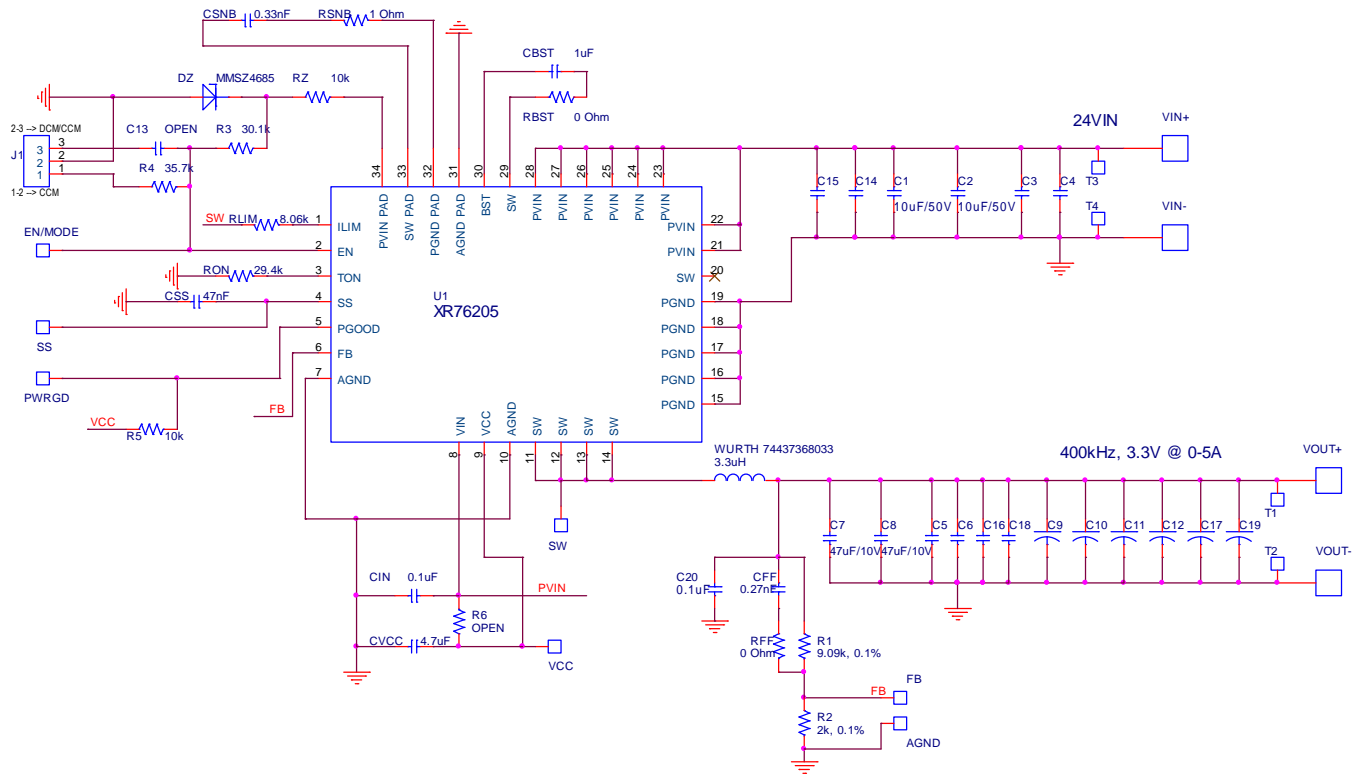 CSNB 0.33nF RSNB 1 Ohm
CBST 1uF
DZ MMSZ4685 RZ 10k
RBST 0 Ohm
2-3 --> DCM/CCM
C13 OPEN R3 30.1k
J1
3
2
1
3
2
1
R4 35.7k
1-2 --> CCM
24VIN
VIN+
T3
C15 C14 C1 C2 C3 C4
10uF/50V 10uF/50V
T4
VIN-
34 33 32 31 30 29 28 27 26 25 24 23
PVIN PAD
SW PAD
PGND PAD
AGND PAD
BST
SW
PVIN
PVIN
PVIN
PVIN
PVIN
PVIN
SW RLIM 8.06k 1 ILIM
EN/MODE
2 EN
RON 29.4k 3 TON
CSS 47nF 4 SS
SS
5 PGOOD
6 FB
7 AGND
PWRGD
FB
VCC
R5 10k
U1
XR76205
PVIN 22
PVIN 21
SW 20
PGND 19
PGND 18
PGND 17
PGND 16
PGND 15
VIN
VCC
AGND
SW
SW
SW
SW
8 9 10 11 12 13 14
WURTH 74437368033
3.3uH
400kHz, 3.3V @ 0-5A
VOUT+
T1
C7 C8 C5 C6 C16 C18 C9 C10 C11 C12 C17 C19
47uF/10V 47uF/10V
T2
VOUT-
SW
CIN 0.1uF
PVIN
R6
OPEN
CVCC 4.7uF
VCC
C20
0.1uF
CFF
0.27nF
RFF
0 Ohm
R1
9.09k, 0.1%
FB
FB
R2
2k, 0.1%
AGND